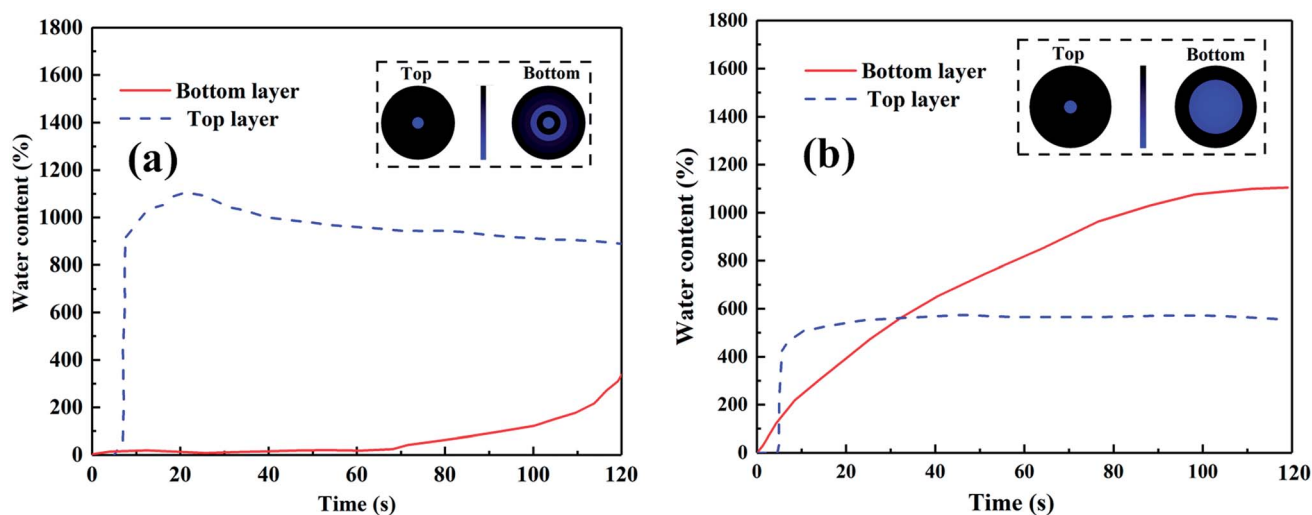 1800
1600
1400
1200
1000
800
600
400
200
0
Water content (%)
Bottom layer
Top layer
(a)
Top
Bottom
0 20 40 60 80 100 120
Time (s)
1800
1600
1400
1200
1000
800
600
400
200
0
Water content (%)
Bottom layer
Top layer
(b)
Top
Bottom
0 20 40 60 80 100 120
Time (s)